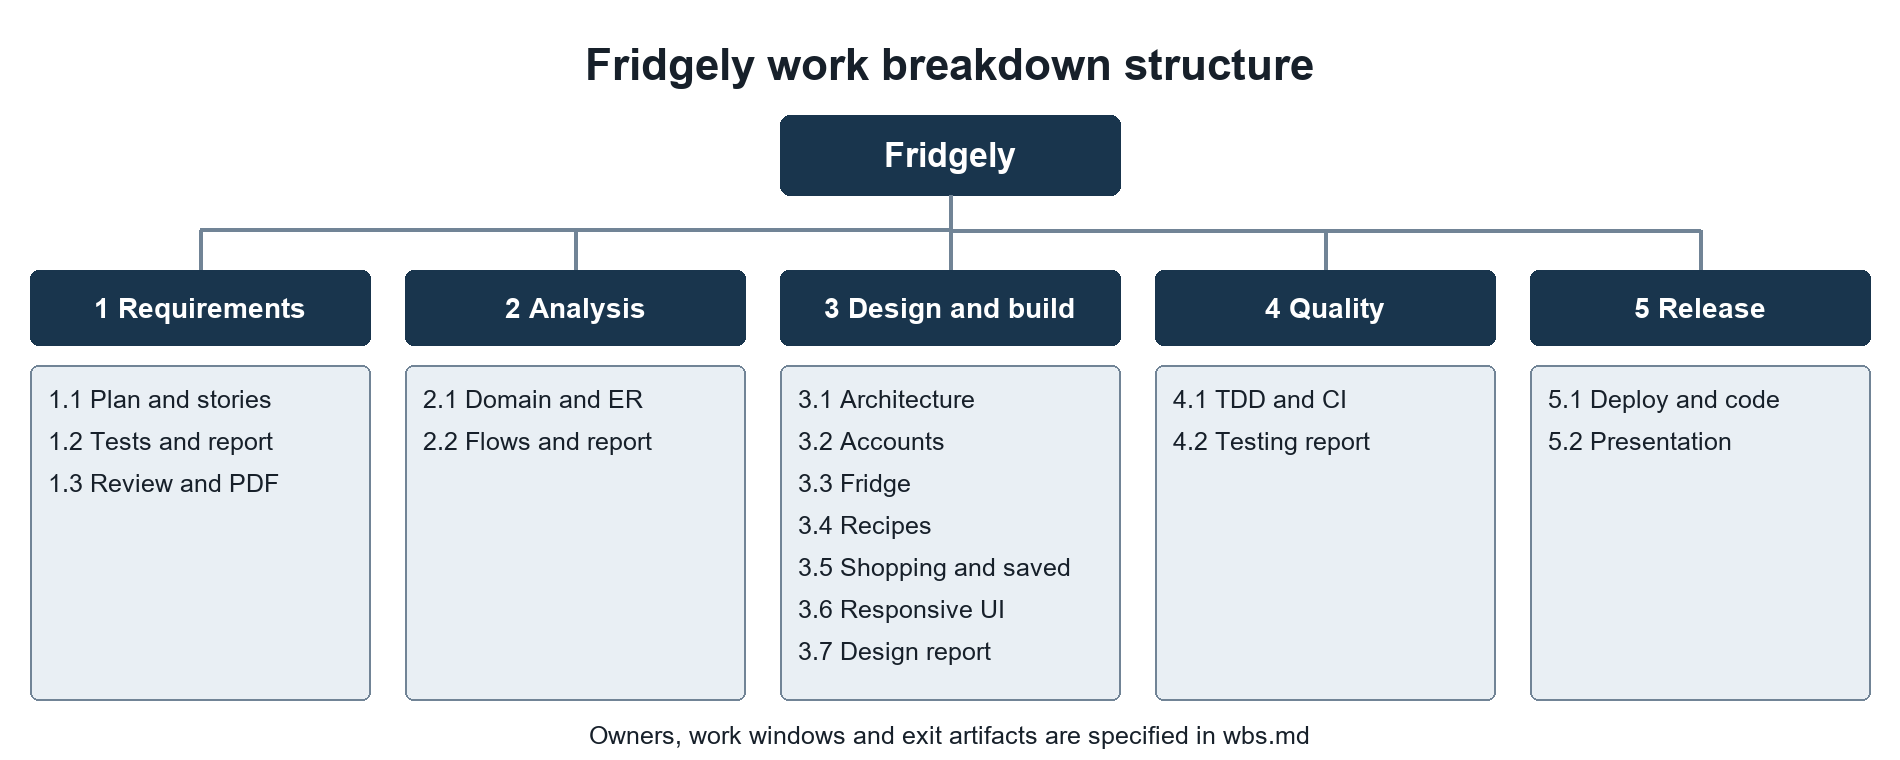 Fridgely work breakdown structure
Fridgely
1 Requirements
1.1 Plan and stories
1.2 Tests and report
1.3 Review and PDF
2 Analysis
2.1 Domain and ER
2.2 Flows and report
3 Design and build
3.1 Architecture
3.2 Accounts
3.3 Fridge
3.4 Recipes
3.5 Shopping and saved
3.6 Responsive UI
3.7 Design report
4 Quality
4.1 TDD and CI
4.2 Testing report
5 Release
5.1 Deploy and code
5.2 Presentation
Owners, work windows and exit artifacts are specified in wbs.md